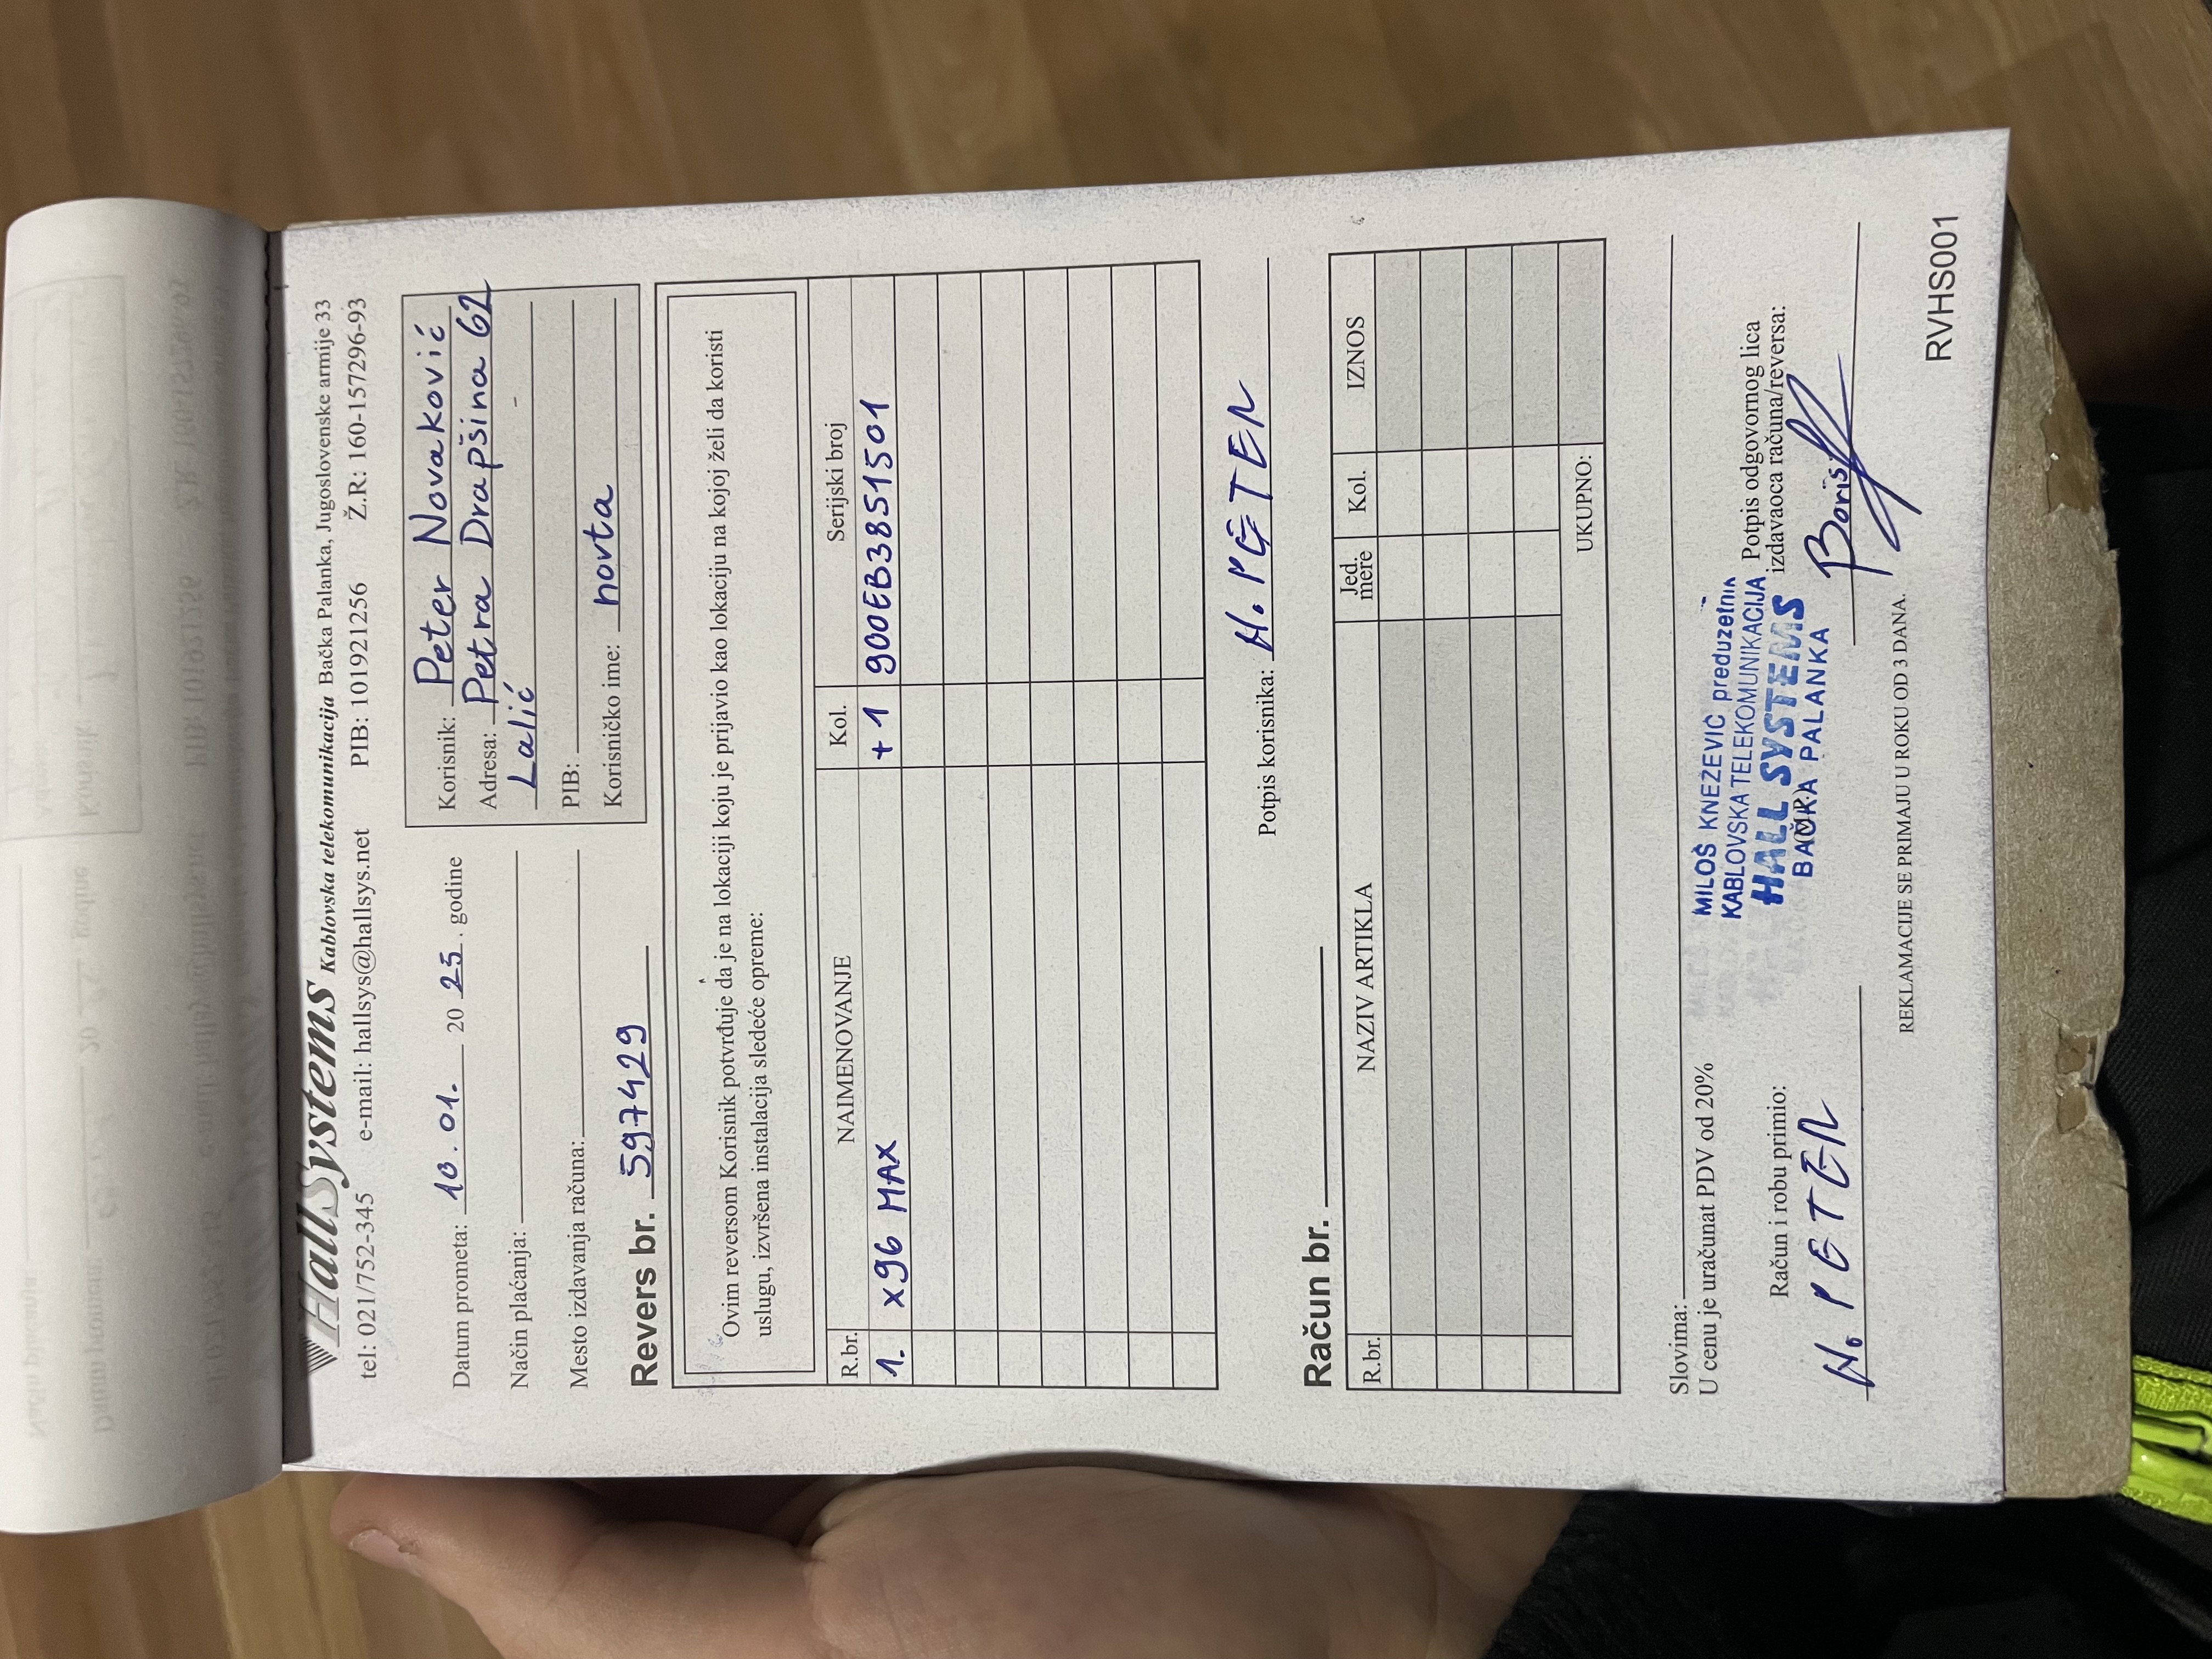 HallSystems Kablovska telekomunikacija Bačka Palanka, Jugoslovenske armije 33
tel: 021/752-345 e-mail: hallsys@hallsys.net PIB: 101921256 Ž.R: 160-157296-93
Datum prometa: 10.01. 20 25. godine
Način plaćanja:
Mesto izdavanja računa:
Korisnik: Peter Novaković
Adresa: Petra Drapšina 62
Lalić
PIB:
Korisničko ime: novta
Revers br. 597429
Ovim reversom Korisnik potvrđuje da je na lokaciji koju je prijavio kao lokaciju na kojoj želi da koristi
uslugu, izvršena instalacija sledeće opreme:
R.br. NAIMENOVANJE Kol. Serijski broj
1. x96 MAX +1 900EB3851501
Potpis korisnika: N. PETER
Račun br.
R.br. NAZIV ARTIKLA Jed. mere Kol. IZNOS
UKUPNO:
Slovima:
U cenu je uračunat PDV od 20%
Račun i robu primio:
N. PETER
MILOŠ KNEŽEVIĆ preduzetnik
KABLOVSKA TELEKOMUNIKACIJA
HALL SYSTEMS
BAČKA PALANKA
(M.P.)
Potpis odgovornog lica
izdavaoca računa/reversa:
Boris
REKLAMACIJE SE PRIMAJU U ROKU OD 3 DANA.
RVHS001